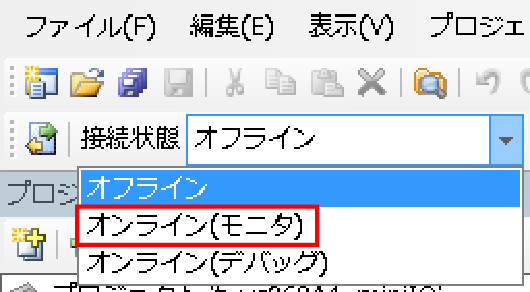 ファイル(F) 編集(E) 表示(V) プロジェ
接続状態 オフライン
オフライン
プロジ
オンライン(モニタ)
オンライン(デバッグ)